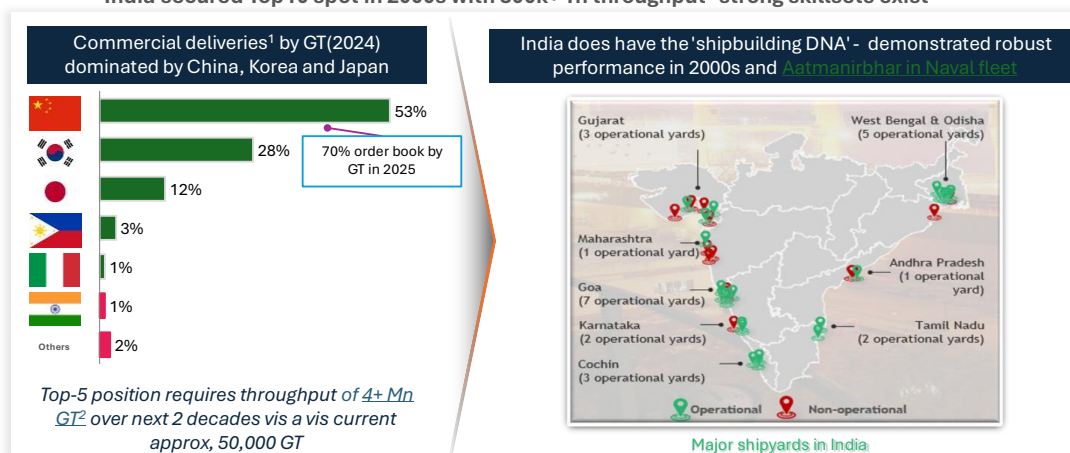 Commercial deliveries¹ by GT(2024)
dominated by China, Korea and Japan
53%
28%
12%
3%
1%
1%
Others
2%
70% order book by
GT in 2025
Top-5 position requires throughput of 4+ Mn
GT² over next 2 decades vis a vis current
approx, 50,000 GT
India does have the 'shipbuilding DNA' - demonstrated robust
performance in 2000s and Aatmanirbhar in Naval fleet
Gujarat
(3 operational yards)
West Bengal & Odisha
(5 operational yards)
Maharashtra
(1 operational yard)
Andhra Pradesh
(1 operational
yard)
Goa
(7 operational yards)
Karnataka
(2 operational yards)
Tamil Nadu
(2 operational yards)
Cochin
(3 operational yards)
Operational
Non-operational
Major shipyards in India